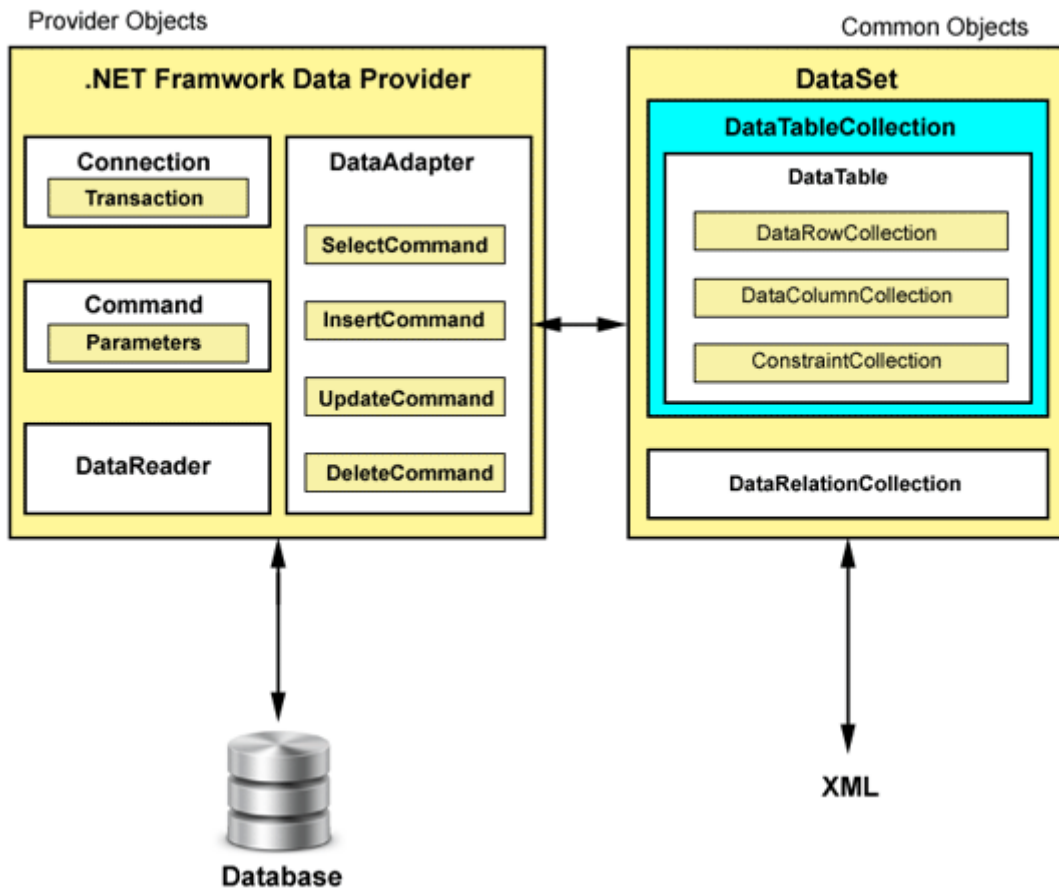 Provider Objects
.NET Framwork Data Provider
Connection
Transaction
Command
Parameters
DataReader
DataAdapter
SelectCommand
InsertCommand
UpdateCommand
DeleteCommand
Common Objects
DataSet
DataTableCollection
DataTable
DataRowCollection
DataColumnCollection
ConstraintCollection
DataRelationCollection
Database
XML